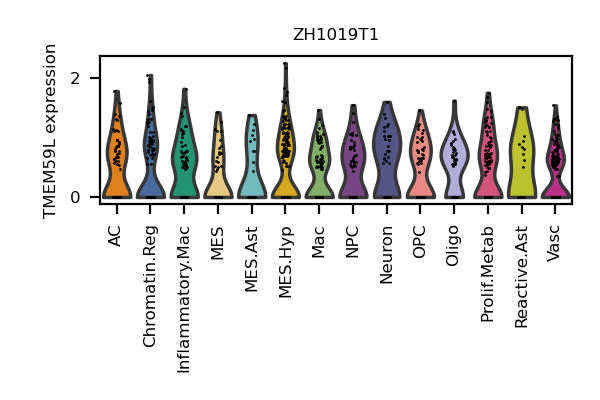 ZH1019T1
TMEM59L expression
2
0
AC
Chromatin.Reg
Inflammatory.Mac
MES
MES.Ast
MES.Hyp
Mac
NPC
Neuron
OPC
Oligo
Prolif.Metab
Reactive.Ast
Vasc